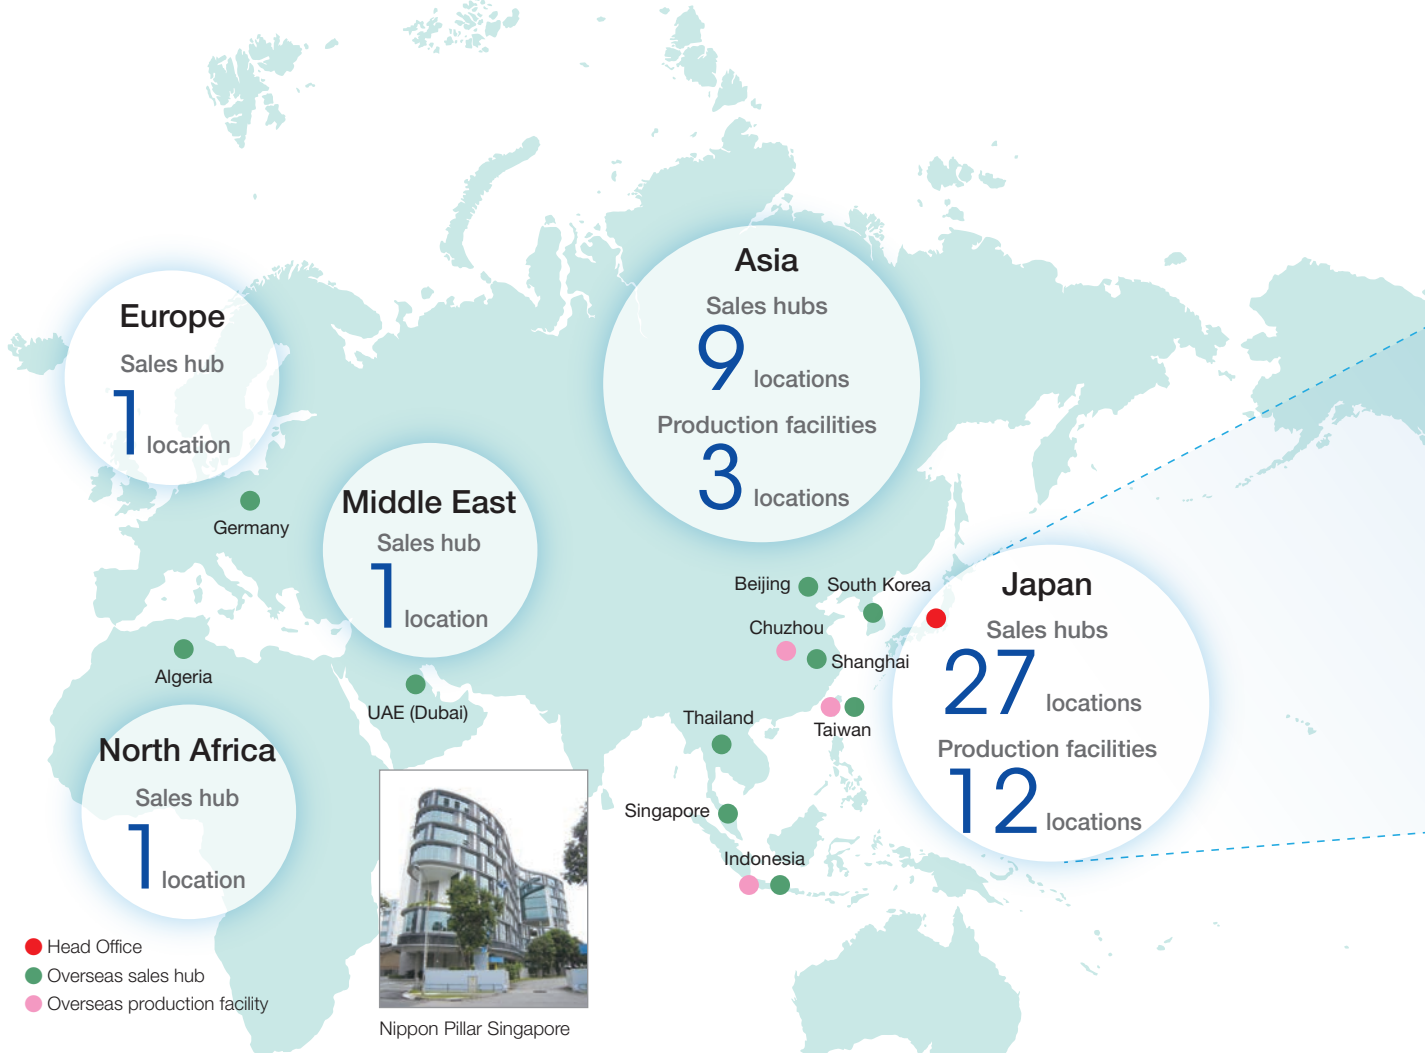 Asia
Sales hubs
9 locations
Production facilities
3 locations
Europe
Sales hub
1 location
Middle East
Sales hub
1 location
Germany
Beijing
South Korea
Chuzhou
Shanghai
Japan
Sales hubs
27 locations
Production facilities
12 locations
Algeria
UAE (Dubai)
Thailand
Taiwan
North Africa
Sales hub
1 location
Singapore
Indonesia
Head Office
Overseas sales hub
Overseas production facility
Nippon Pillar Singapore